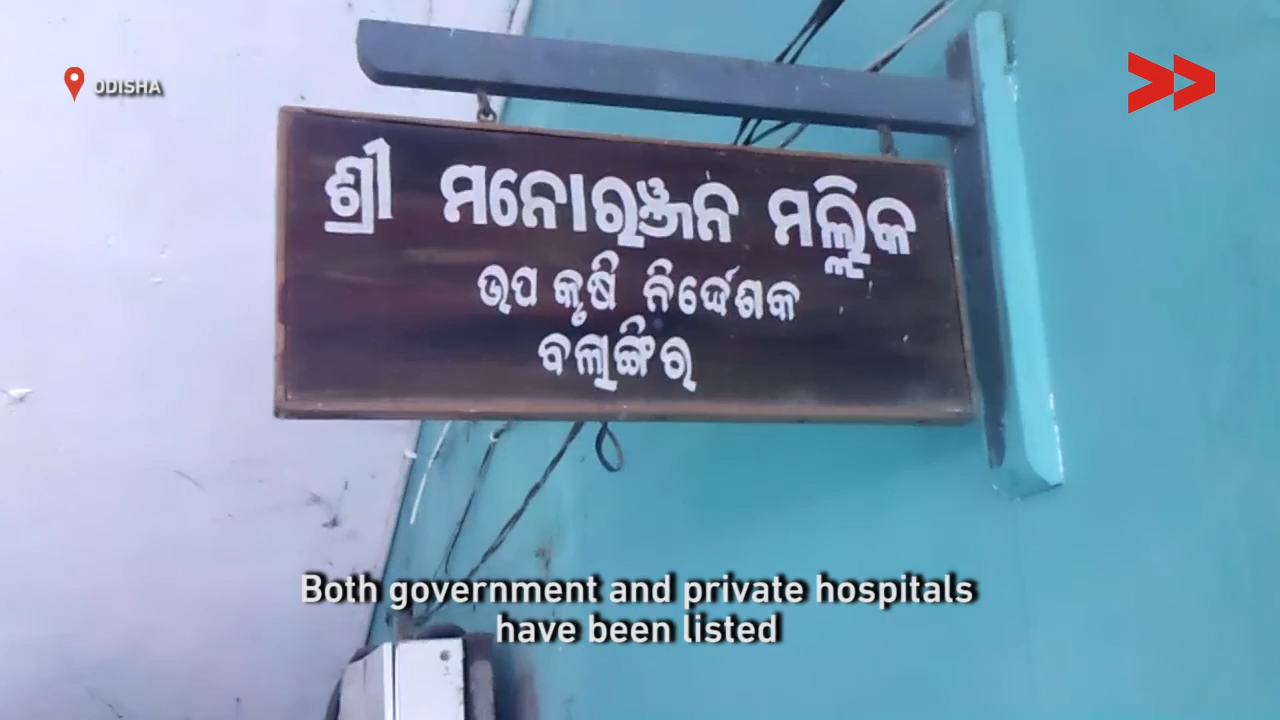 ODISHA
ଶ୍ରୀ ମନୋରଞ୍ଜନ ମଲ୍ଲିକ
ଉପ କୃଷି ନିର୍ଦ୍ଦେଶକ
ବଲାଙ୍ଗିର
Both government and private hospitals
have been listed